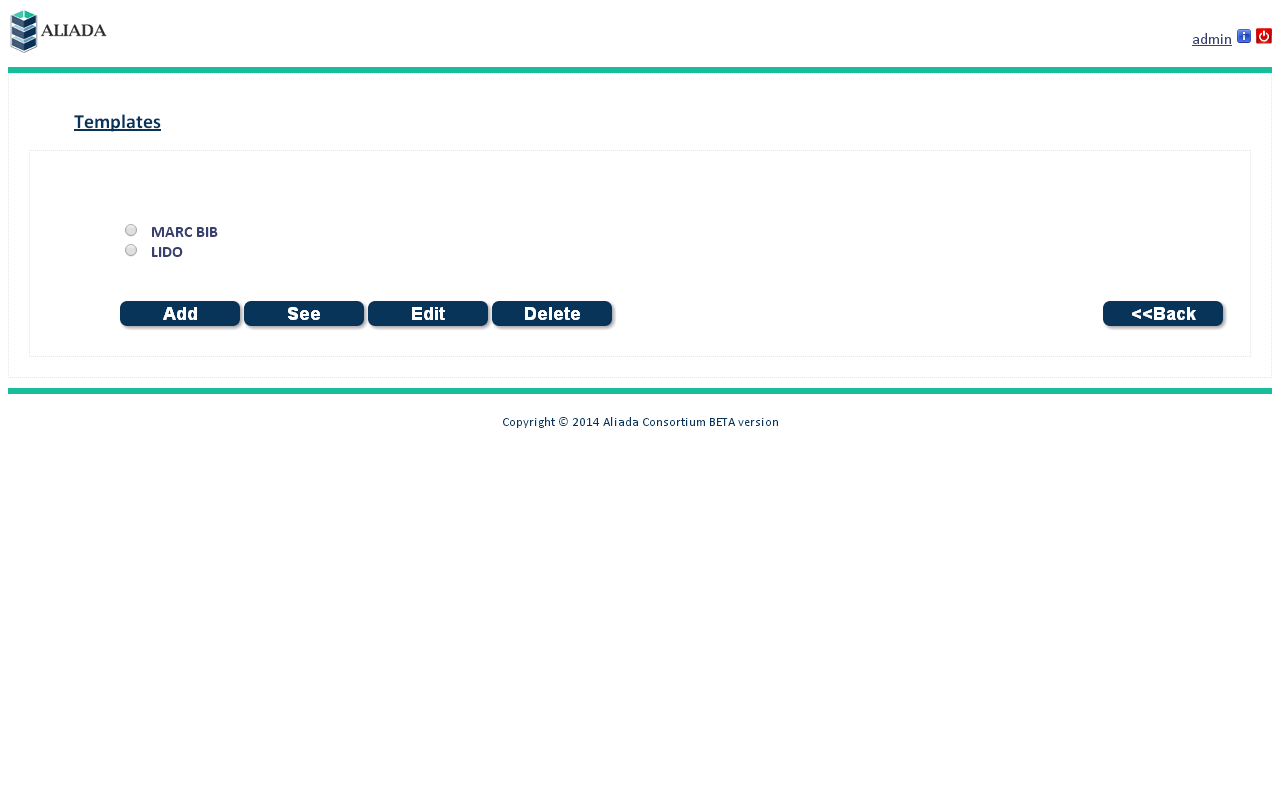 ALIADA
admin
Templates
MARC BIB
LIDO
Add See Edit Delete <<Back
Copyright © 2014 Aliada Consortium BETA version